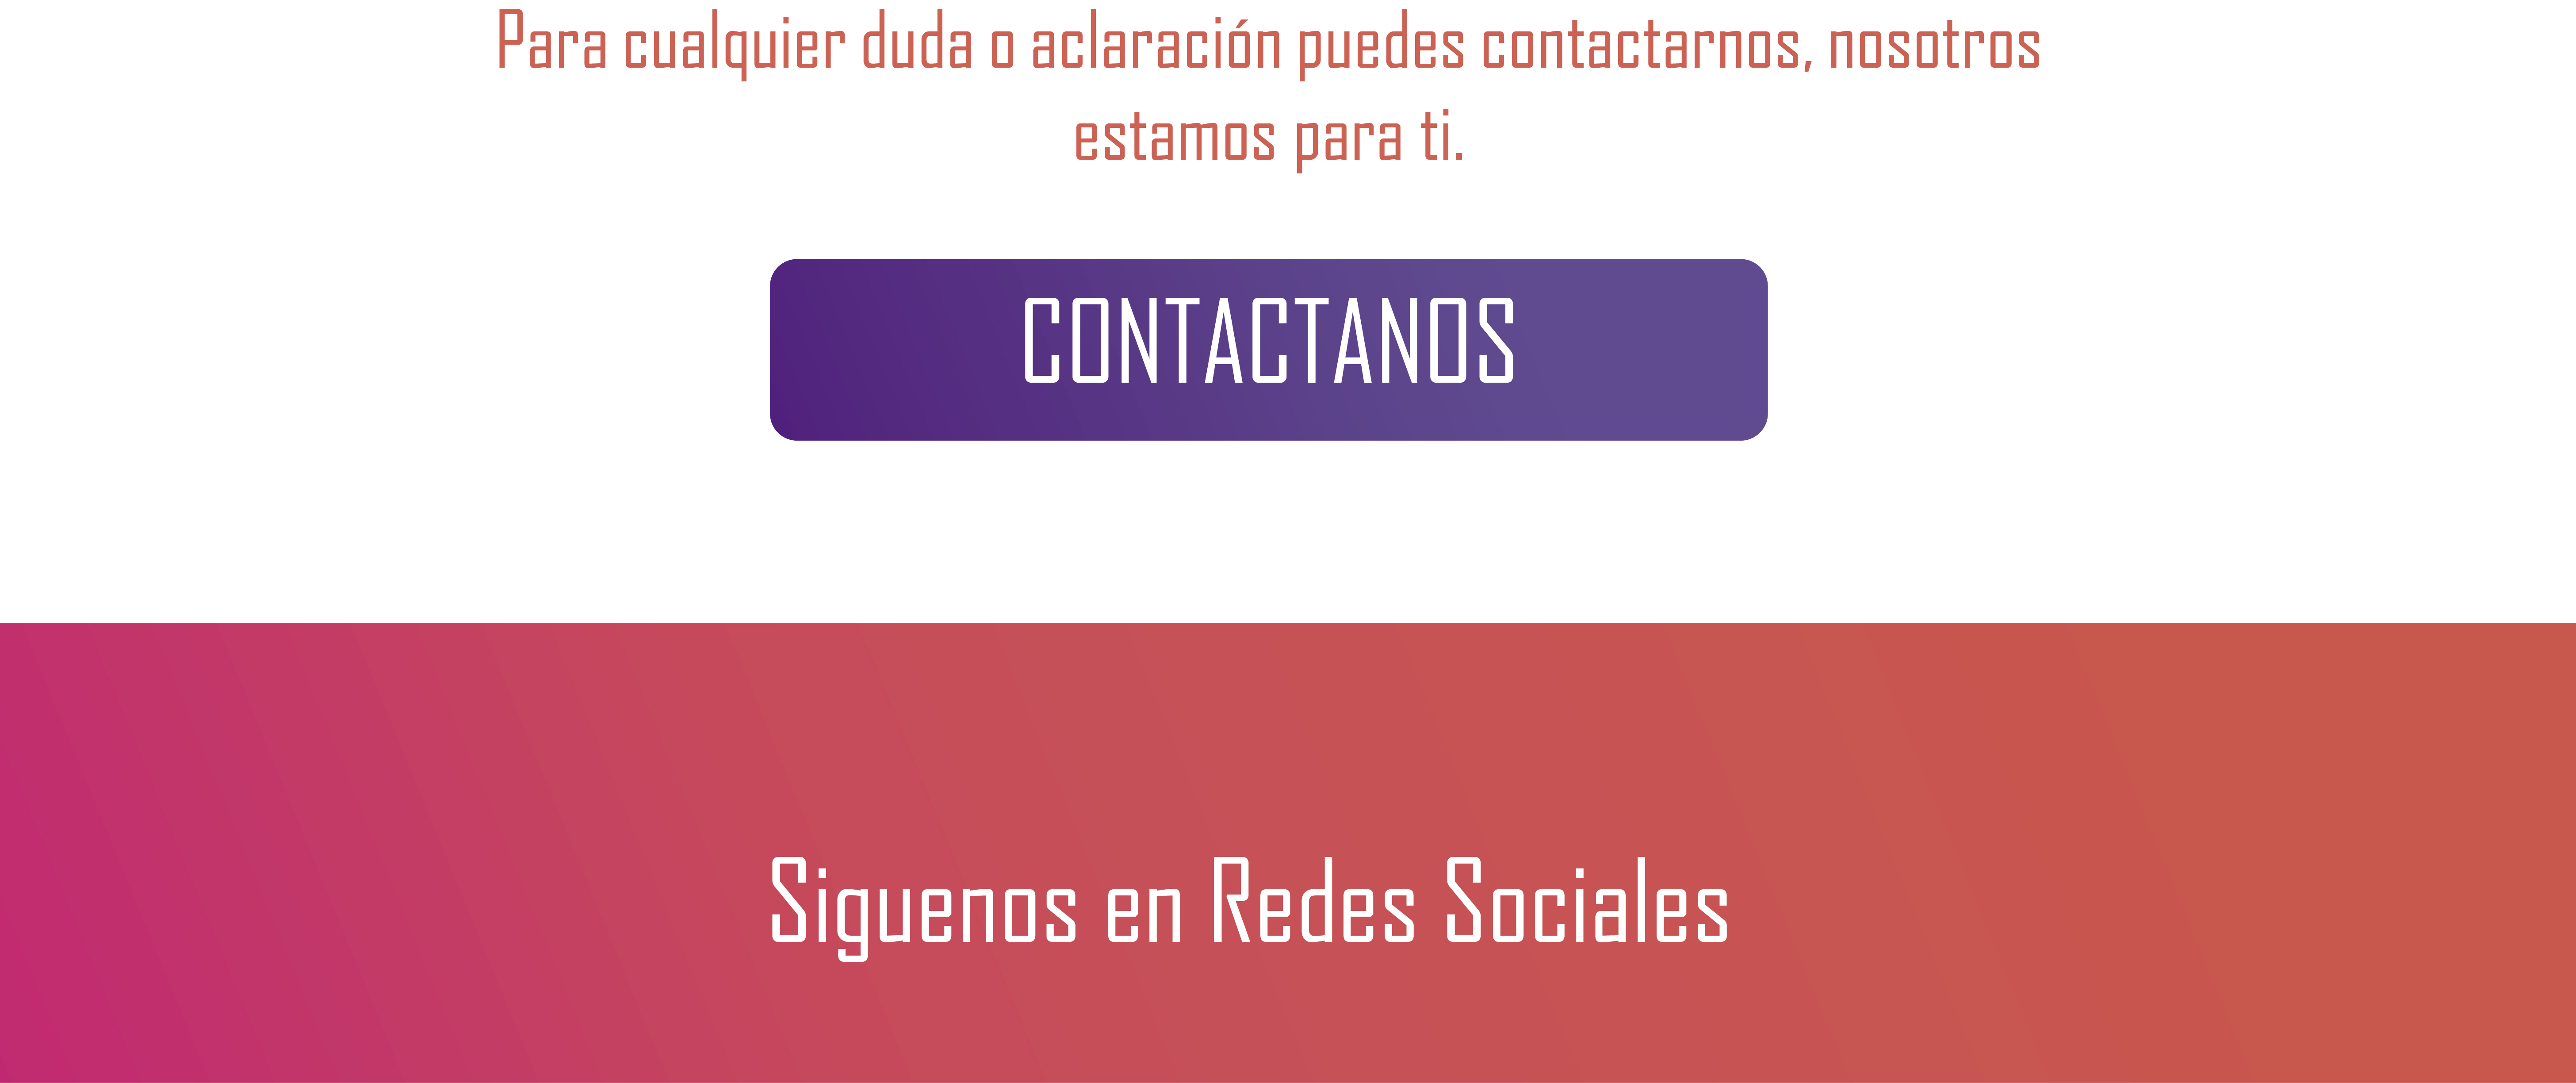 Para cualquier duda o aclaración puedes contactarnos, nosotros
estamos para ti.
CONTACTANOS
Siguenos en Redes Sociales